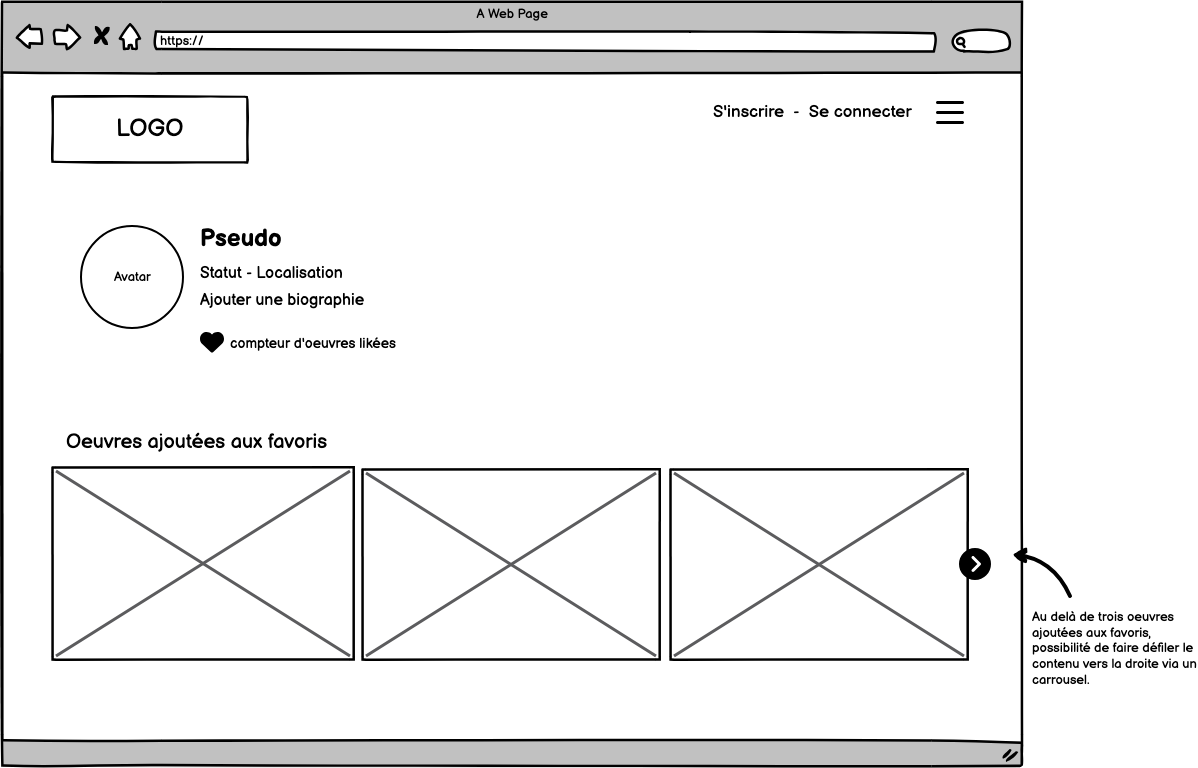 A Web Page
https://
LOGO
S'inscrire - Se connecter
Avatar
Pseudo
Statut - Localisation
Ajouter une biographie
compteur d'oeuvres likées
Oeuvres ajoutées aux favoris
Au delà de trois oeuvres
ajoutées aux favoris,
possibilité de faire défiler le
contenu vers la droite via un
carrousel.